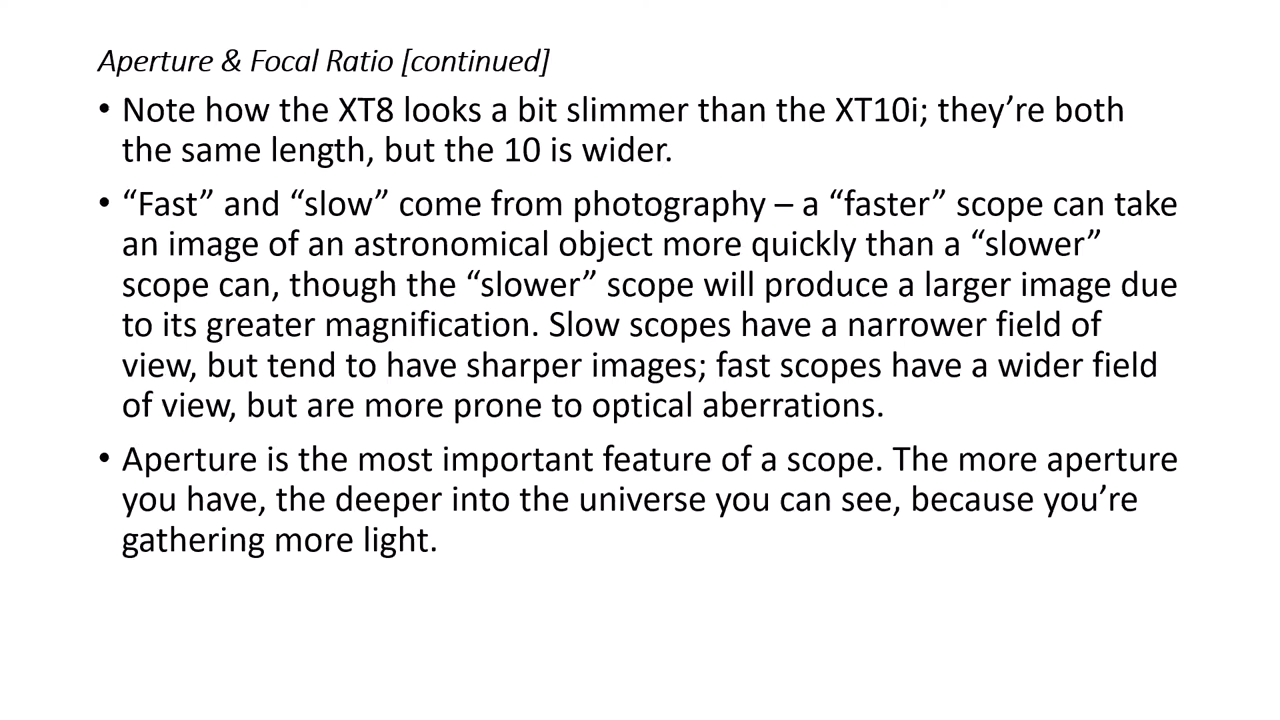 Aperture & Focal Ratio [continued]
• Note how the XT8 looks a bit slimmer than the XT10i; they’re both
the same length, but the 10 is wider.
• “Fast” and “slow” come from photography – a “faster” scope can take
an image of an astronomical object more quickly than a “slower”
scope can, though the “slower” scope will produce a larger image due
to its greater magnification. Slow scopes have a narrower field of
view, but tend to have sharper images; fast scopes have a wider field
of view, but are more prone to optical aberrations.
• Aperture is the most important feature of a scope. The more aperture
you have, the deeper into the universe you can see, because you’re
gathering more light.